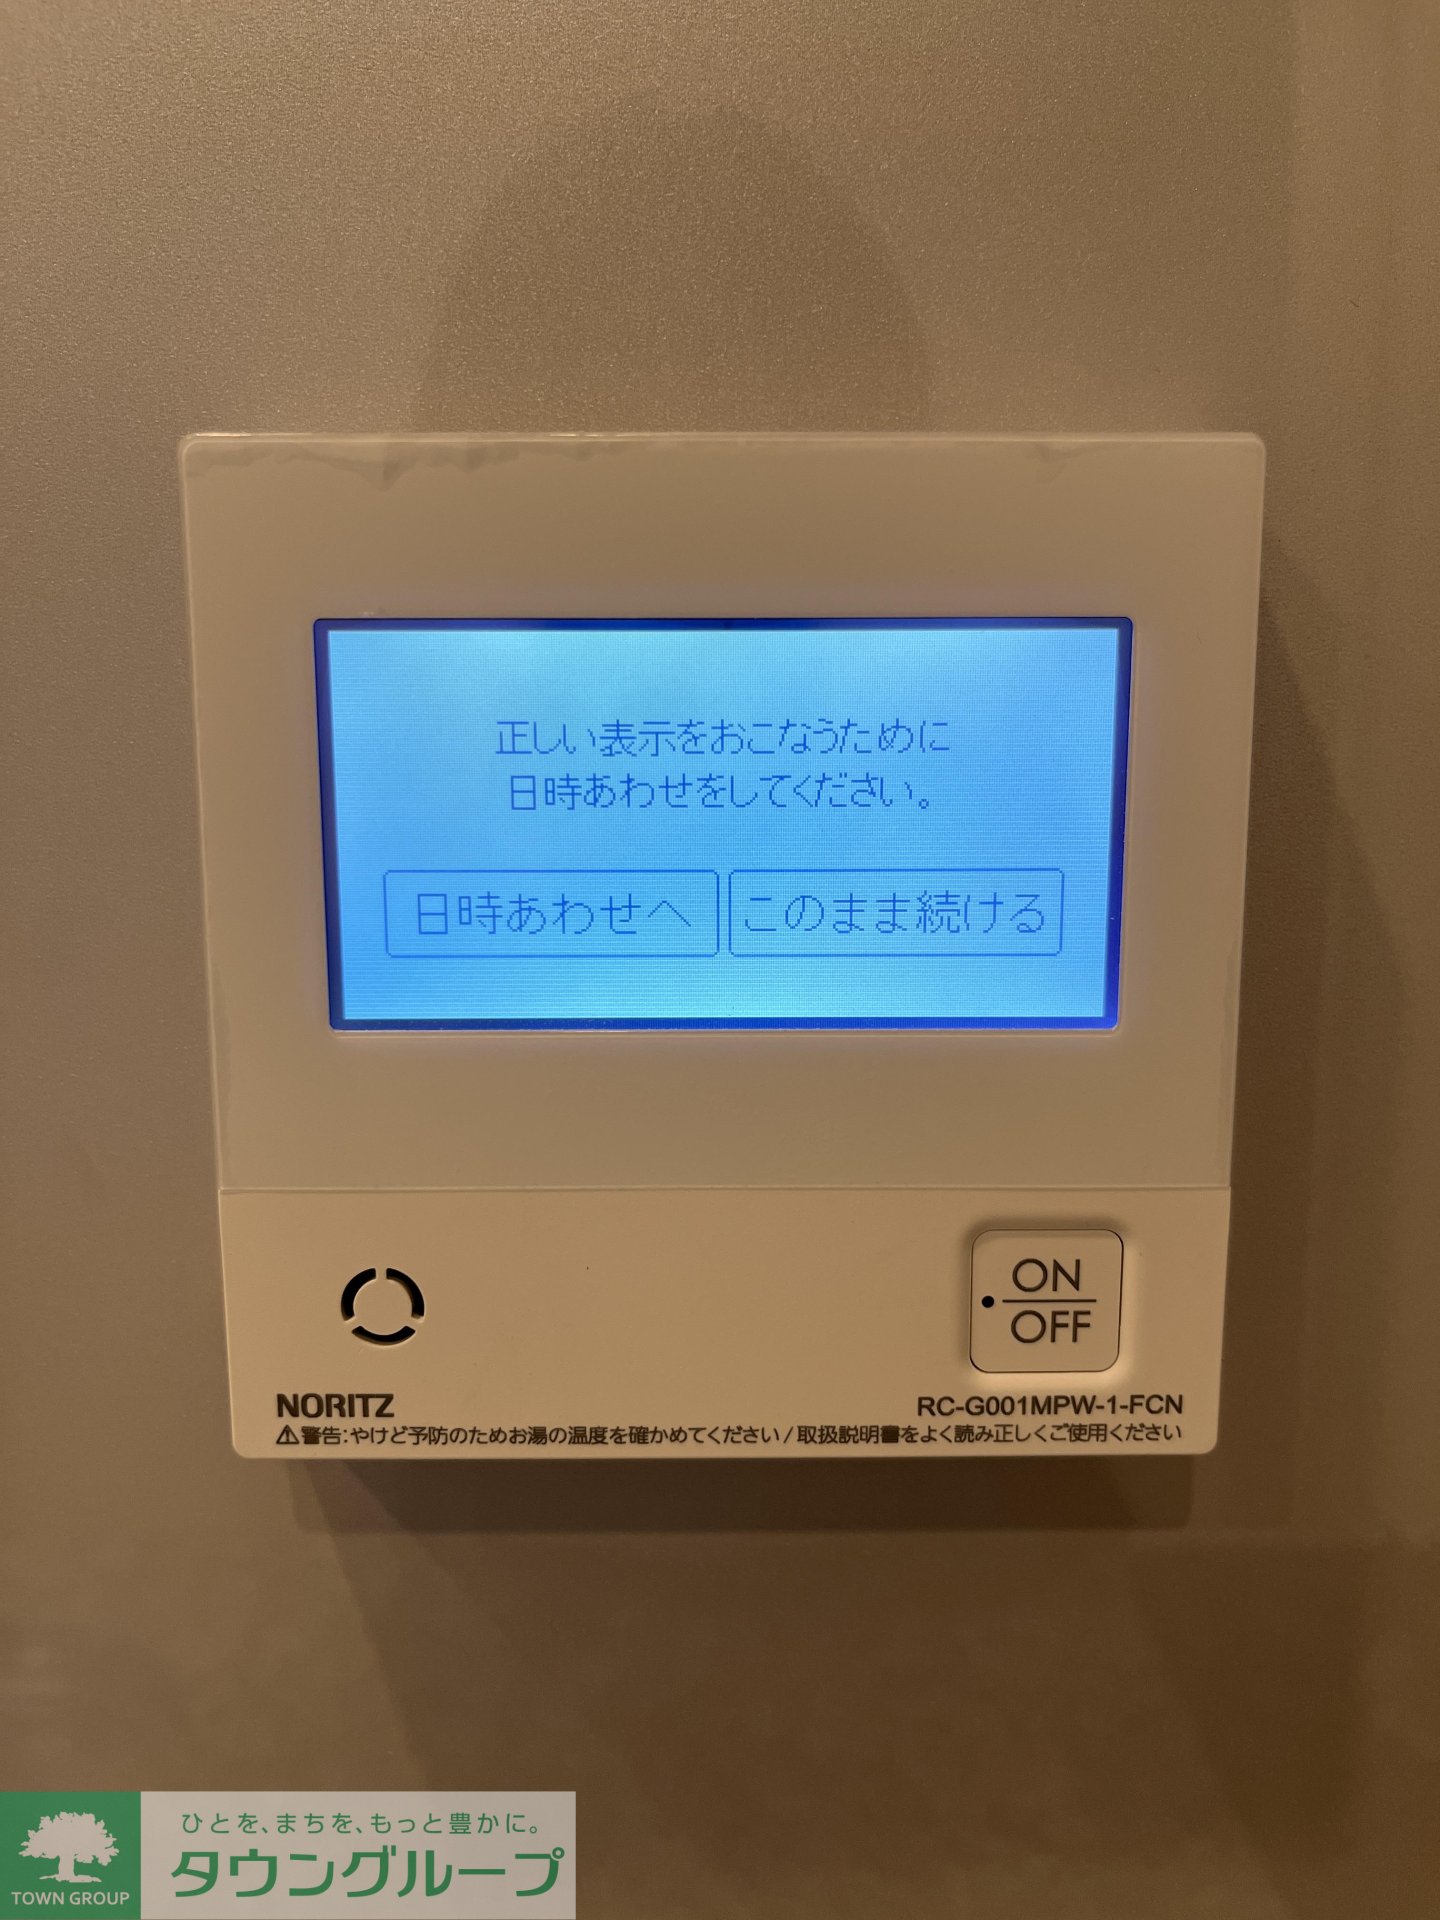 正しい表示をおこなうために
日時あわせをしてください。
日時あわせへ このまま続ける
ON
OFF
NORITZ RC-G001MPW-1-FCN
⚠警告:やけど予防のためお湯の温度を確かめてください/取扱説明書をよく読み正しくご使用ください
ひとを、まちを、もっと豊かに。
タウングループ
TOWN GROUP